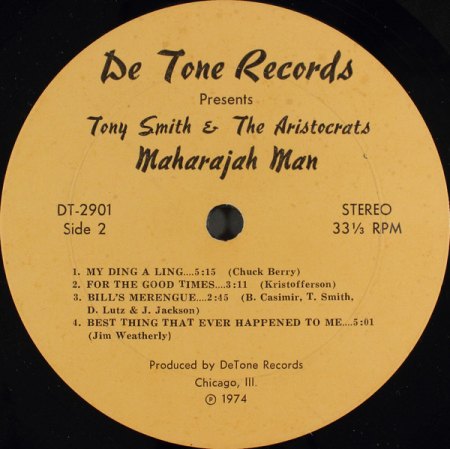 De Tone Records
Presents
Tony Smith & The Aristocrats
Maharajah Man
DT-2901 STEREO
Side 2 33⅓ RPM
1. MY DING A LING....5:15 (Chuck Berry)
2. FOR THE GOOD TIMES....3:11 (Kristofferson)
3. BILL'S MERENGUE....2:45 (B. Casimir, T. Smith,
D. Lutz & J. Jackson)
4. BEST THING THAT EVER HAPPENED TO ME....5:01
(Jim Weatherly)
Produced by DeTone Records
Chicago, Ill.
℗ 1974